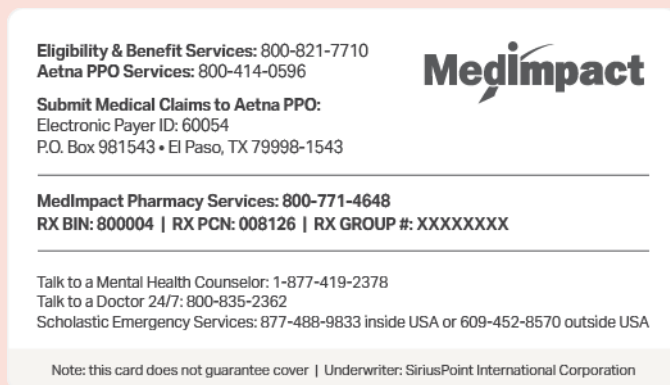 Eligibility & Benefit Services: 800-821-7710
Aetna PPO Services: 800-414-0596
Medimpact
Submit Medical Claims to Aetna PPO:
Electronic Payer ID: 60054
P.O. Box 981543 • El Paso, TX 79998-1543
MedImpact Pharmacy Services: 800-771-4648
RX BIN: 800004 | RX PCN: 008126 | RX GROUP #: XXXXXXXX
Talk to a Mental Health Counselor: 1-877-419-2378
Talk to a Doctor 24/7: 800-835-2362
Scholastic Emergency Services: 877-488-9833 inside USA or 609-452-8570 outside USA
Note: this card does not guarantee cover | Underwriter: SiriusPoint International Corporation